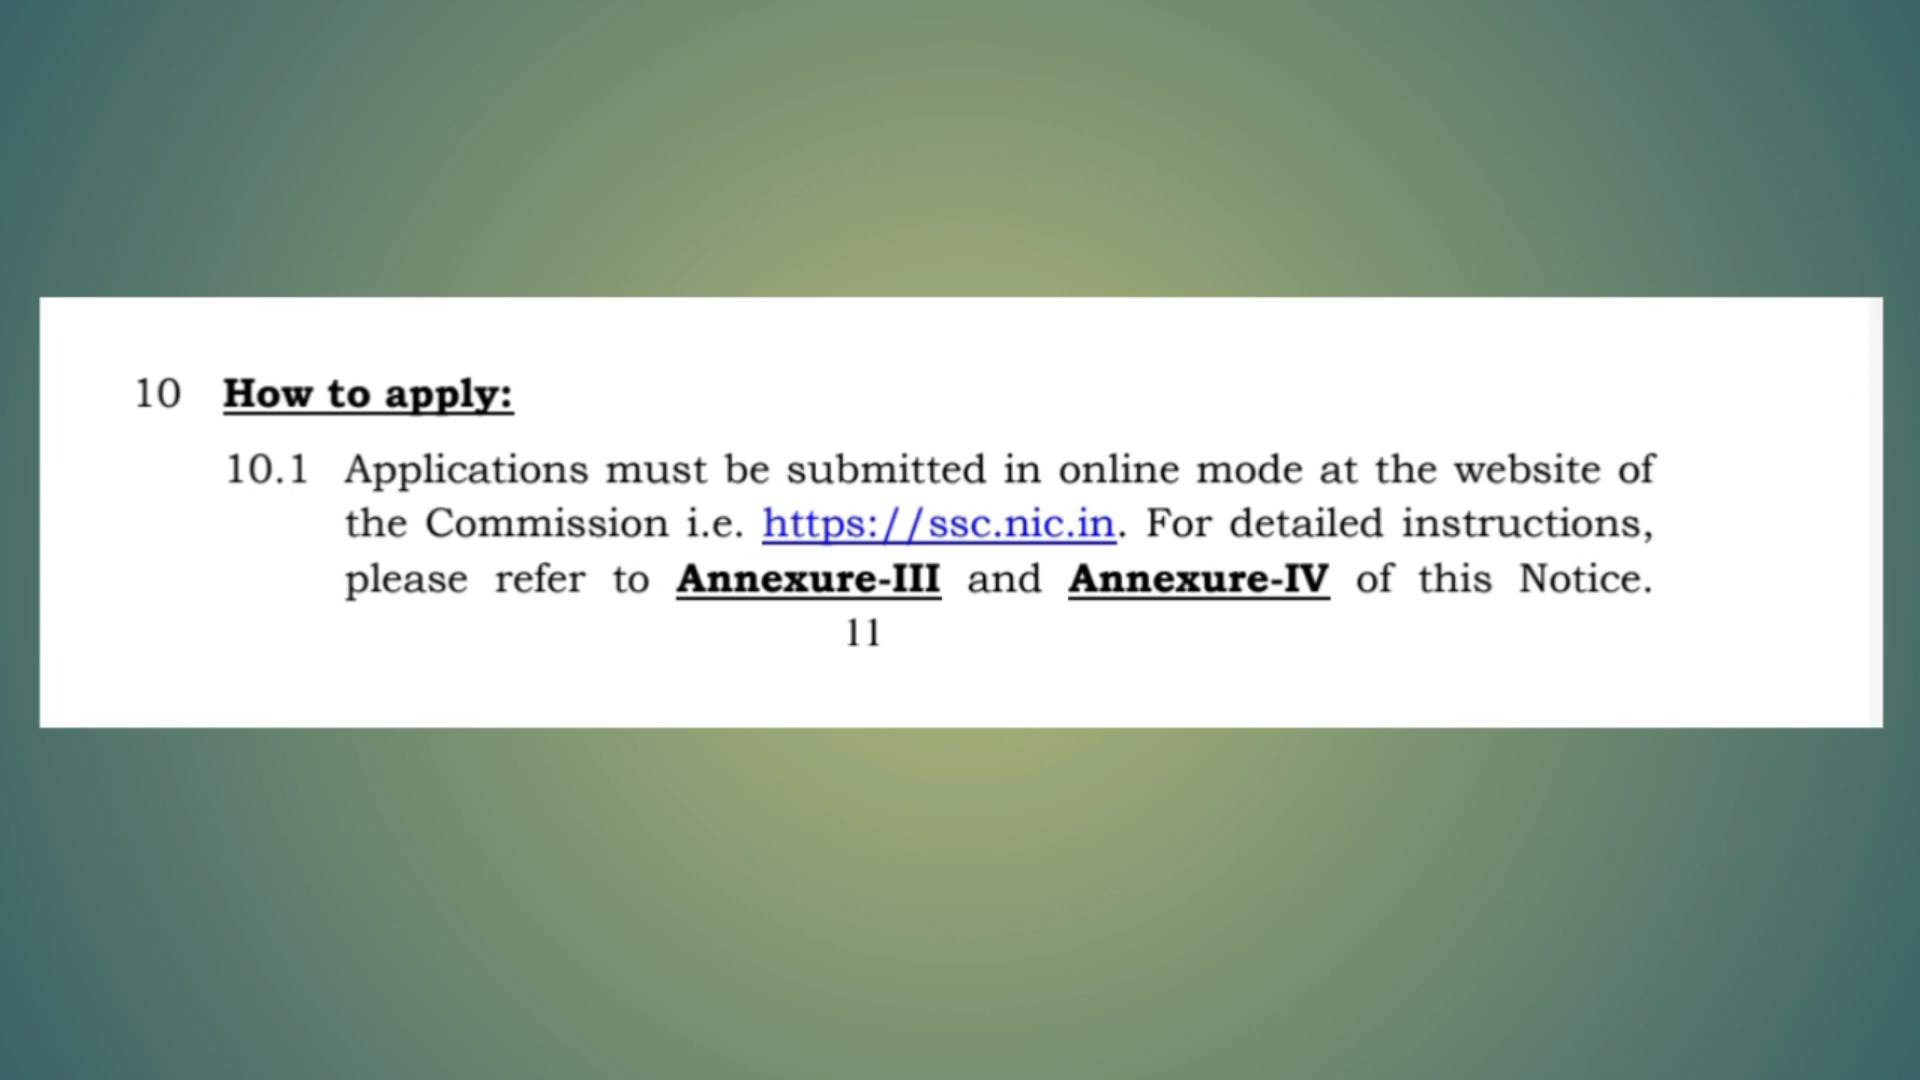 10 How to apply:
10.1 Applications must be submitted in online mode at the website of
the Commission i.e. https://ssc.nic.in. For detailed instructions,
please refer to Annexure-III and Annexure-IV of this Notice.
11